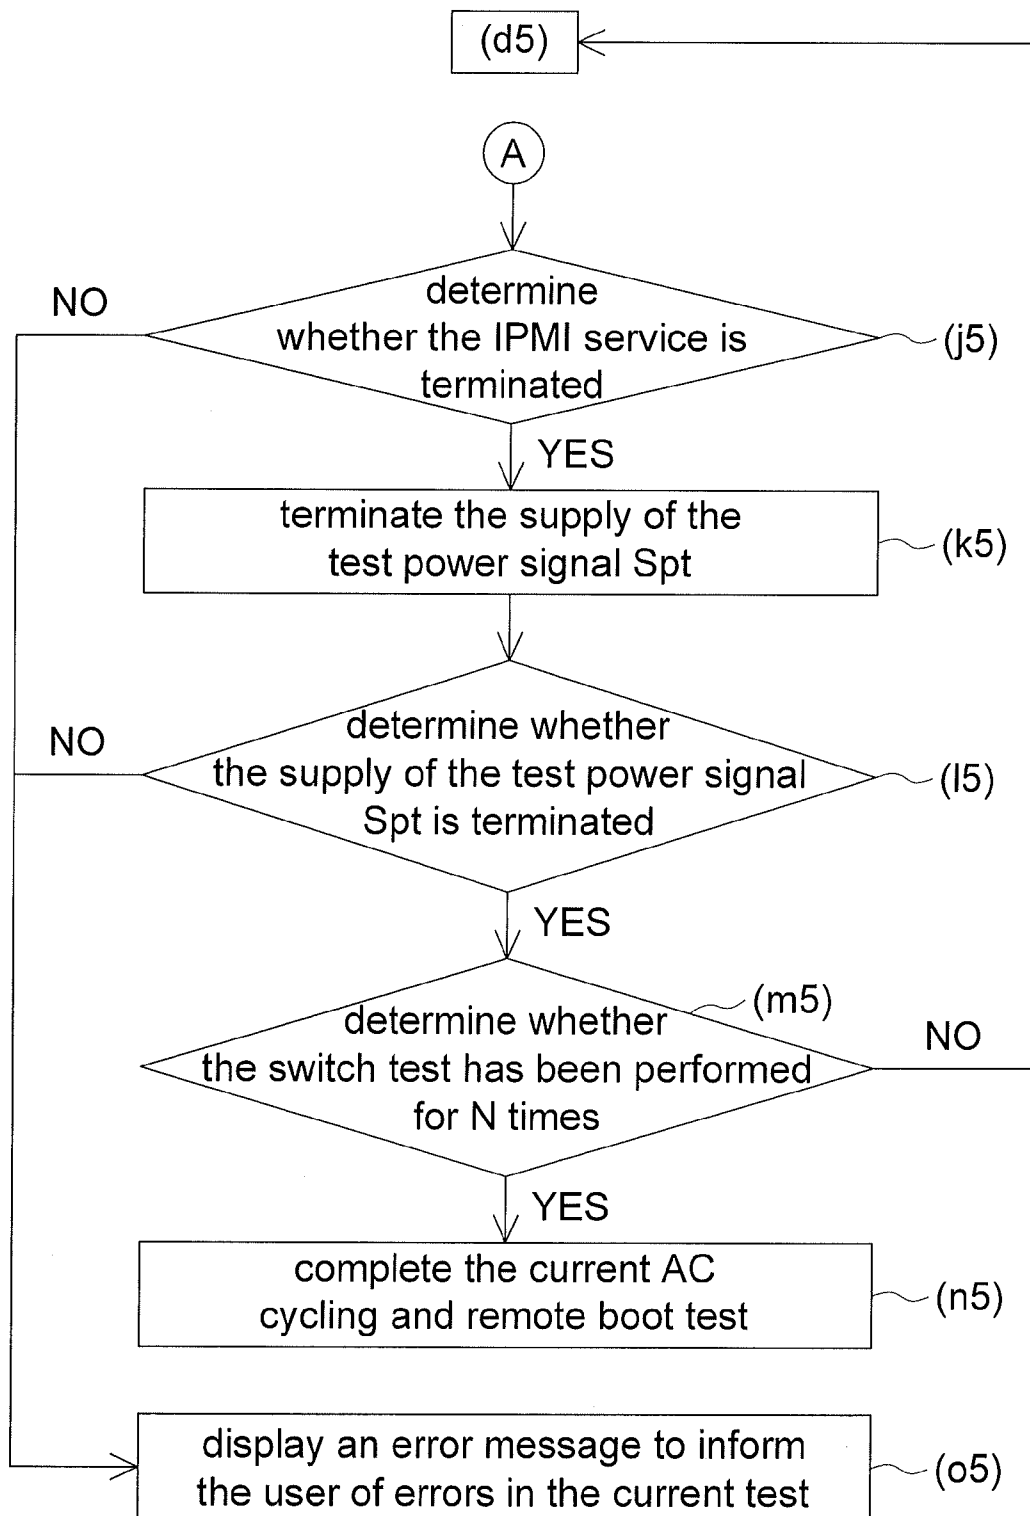 (d5)
A
NO
determine
whether the IPMI service is
terminated
(j5)
YES
terminate the supply of the
test power signal Spt
(k5)
NO
determine whether
the supply of the test power signal
Spt is terminated
(l5)
YES
(m5)
determine whether
the switch test has been performed
for N times
NO
YES
complete the current AC
cycling and remote boot test
(n5)
display an error message to inform
the user of errors in the current test
(o5)